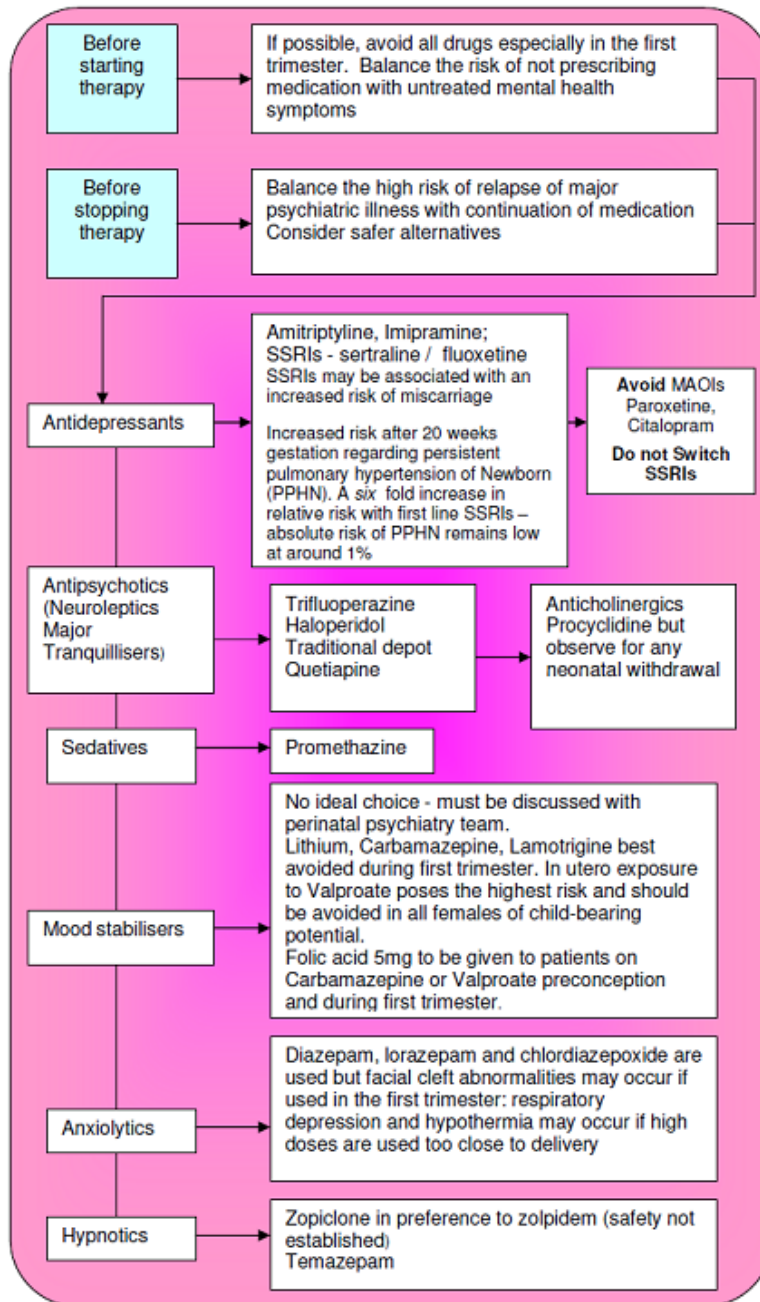 Before
starting
therapy
If possible, avoid all drugs especially in the first
trimester.  Balance the risk of not prescribing
medication with untreated mental health
symptoms
Before
stopping
therapy
Balance the high risk of relapse of major
psychiatric illness with continuation of medication
Consider safer alternatives
Antidepressants
Amitriptyline, Imipramine;
SSRIs - sertraline /  fluoxetine
SSRIs may be associated with an
increased risk of miscarriage
Increased risk after 20 weeks
gestation regarding persistent
pulmonary hypertension of Newborn
(PPHN). A six fold increase in
relative risk with first line SSRIs –
absolute risk of PPHN remains low
at around 1%
Avoid MAOIs
Paroxetine,
Citalopram
Do not Switch
SSRIs
Antipsychotics
(Neuroleptics
Major
Tranquillisers)
Trifluoperazine
Haloperidol
Traditional depot
Quetiapine
Anticholinergics
Procyclidine but
observe for any
neonatal withdrawal
Sedatives
Promethazine
Mood stabilisers
No ideal choice - must be discussed with
perinatal psychiatry team.
Lithium, Carbamazepine, Lamotrigine best
avoided during first trimester. In utero exposure
to Valproate poses the highest risk and should
be avoided in all females of child-bearing
potential.
Folic acid 5mg to be given to patients on
Carbamazepine or Valproate preconception
and during first trimester.
Anxiolytics
Diazepam, lorazepam and chlordiazepoxide are
used but facial cleft abnormalities may occur if
used in the first trimester: respiratory
depression and hypothermia may occur if high
doses are used too close to delivery
Hypnotics
Zopiclone in preference to zolpidem (safety not
established)
Temazepam